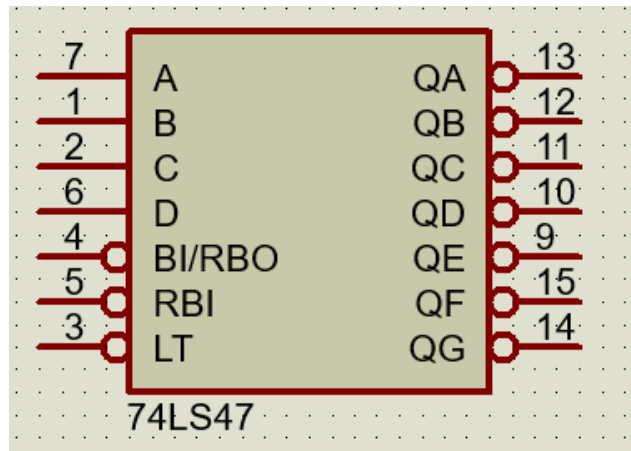 7 A QA 13
1 B QB 12
2 C QC 11
6 D QD 10
4 BI/RBO QE 9
5 RBI QF 15
3 LT QG 14
74LS47